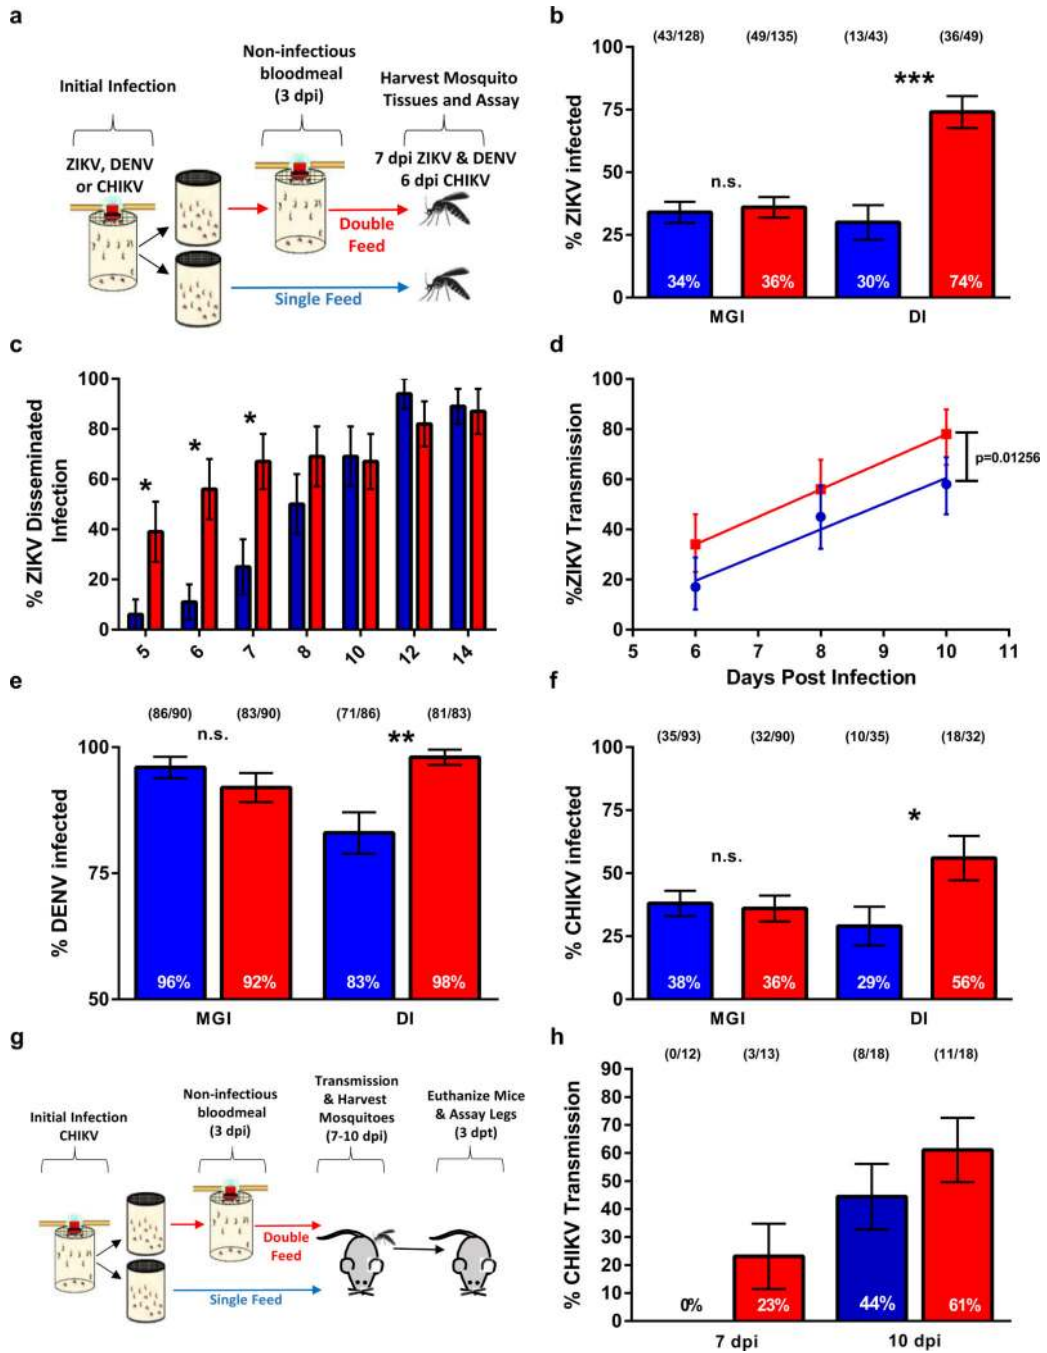 a
Initial Infection
Non-infectious
bloodmeal
(3 dpi)
Harvest Mosquito
Tissues and Assay
ZIKV, DENV
or CHIKV
7 dpi ZIKV & DENV
6 dpi CHIKV
Double
Feed
Single Feed
b
(43/128) (49/135) (13/43) (36/49)
% ZIKV infected
100
75
50
25
0
n.s.
***
34% 36% 30% 74%
MGI DI
c
% ZIKV Disseminated
Infection
100
80
60
40
20
0
* * *
5 6 7 8 10 12 14
d
%ZIKV Transmission
100
80
60
40
20
0
p=0.01256
5 6 7 8 9 10 11
Days Post Infection
e
(86/90) (83/90) (71/86) (81/83)
% DENV infected
100
75
50
n.s.
**
96% 92% 83% 98%
MGI DI
f
(35/93) (32/90) (10/35) (18/32)
% CHIKV infected
100
75
50
25
0
n.s.
*
38% 36% 29% 56%
MGI DI
g
Initial Infection
CHIKV
Non-infectious
bloodmeal
(3 dpi)
Transmission
& Harvest
Mosquitoes
(7-10 dpi)
Euthanize Mice
& Assay Legs
(3 dpt)
Double
Feed
Single Feed
h
(0/12) (3/13) (8/18) (11/18)
% CHIKV Transmission
90
80
70
60
50
40
30
20
10
0
0% 23% 44% 61%
7 dpi 10 dpi